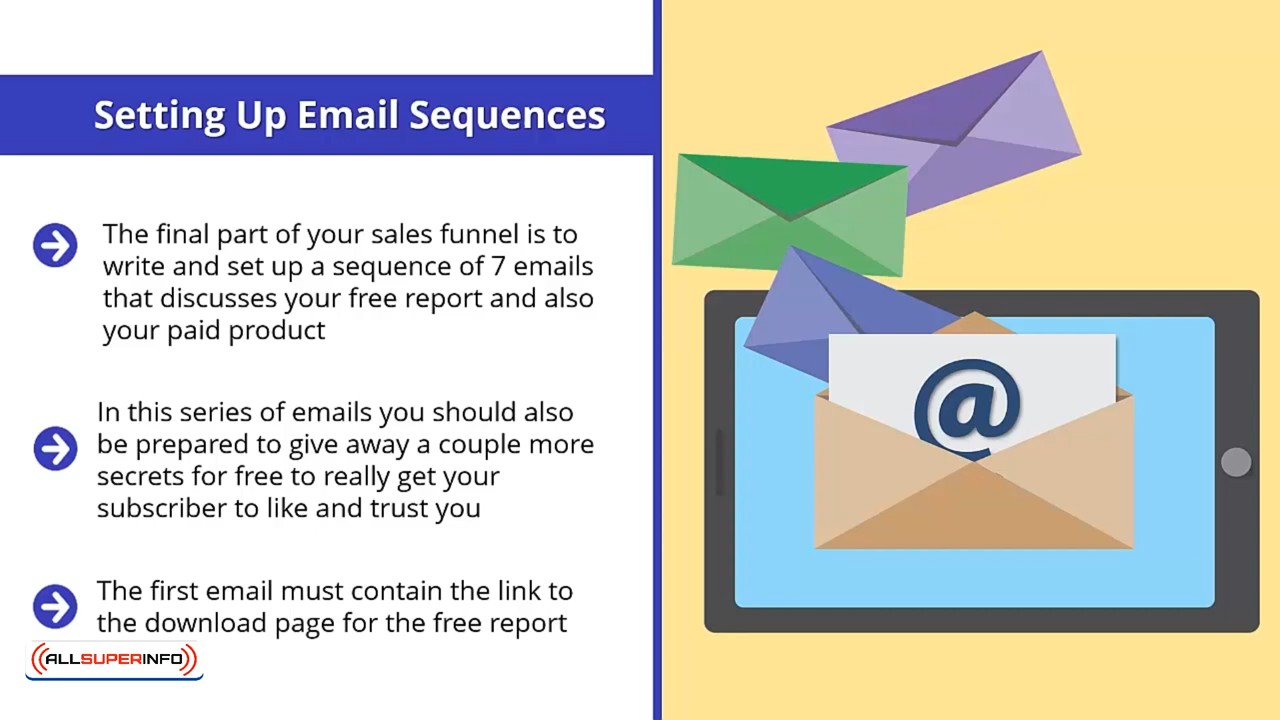 Setting Up Email Sequences
The final part of your sales funnel is to
write and set up a sequence of 7 emails
that discusses your free report and also
your paid product
In this series of emails you should also
be prepared to give away a couple more
secrets for free to really get your
subscriber to like and trust you
The first email must contain the link to
the download page for the free report
ALLSUPERINFO
@